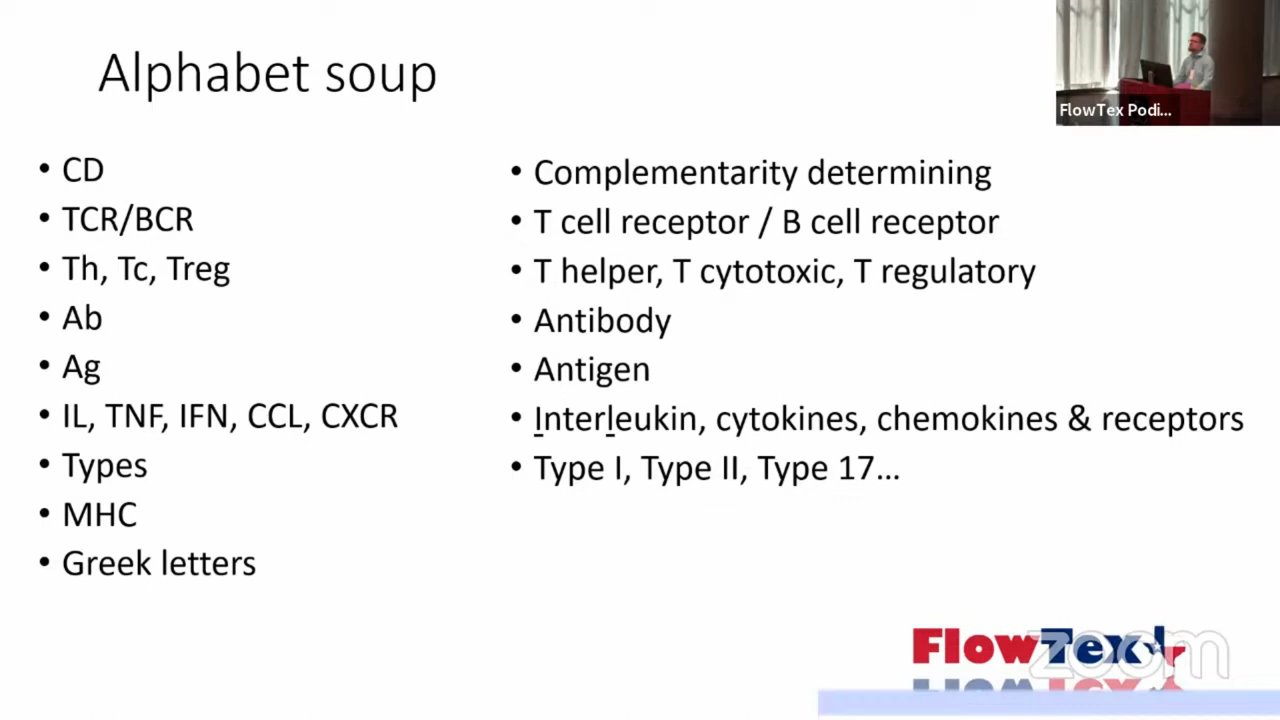 Alphabet soup
FlowTex Podi...
• CD
• TCR/BCR
• Th, Tc, Treg
• Ab
• Ag
• IL, TNF, IFN, CCL, CXCR
• Types
• MHC
• Greek letters
• Complementarity determining
• T cell receptor / B cell receptor
• T helper, T cytotoxic, T regulatory
• Antibody
• Antigen
• Interleukin, cytokines, chemokines & receptors
• Type I, Type II, Type 17...
FlowTex
zoom